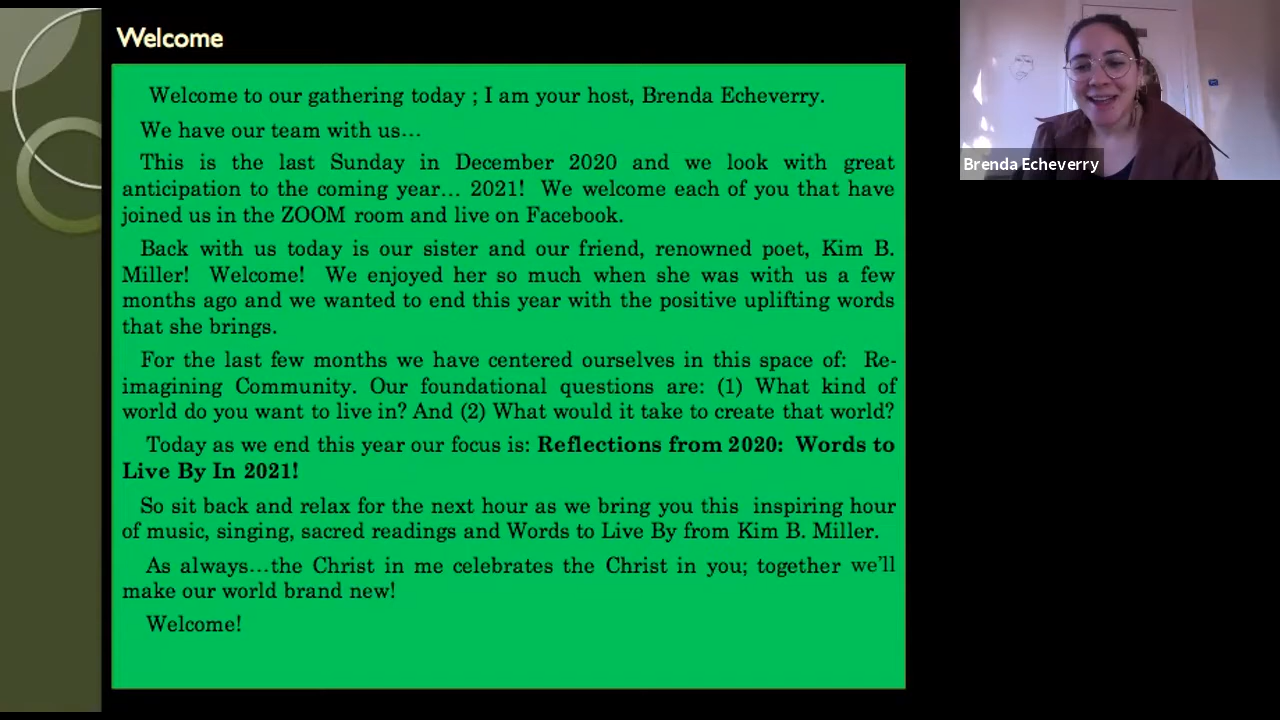 Welcome
Welcome to our gathering today ; I am your host, Brenda Echeverry.
We have our team with us...
This is the last Sunday in December 2020 and we look with great
anticipation to the coming year... 2021! We welcome each of you that have
joined us in the ZOOM room and live on Facebook.
Back with us today is our sister and our friend, renowned poet, Kim B.
Miller! Welcome! We enjoyed her so much when she was with us a few
months ago and we wanted to end this year with the positive uplifting words
that she brings.
For the last few months we have centered ourselves in this space of: Re-
imagining Community. Our foundational questions are: (1) What kind of
world do you want to live in? And (2) What would it take to create that world?
Today as we end this year our focus is: Reflections from 2020: Words to
Live By In 2021!
So sit back and relax for the next hour as we bring you this inspiring hour
of music, singing, sacred readings and Words to Live By from Kim B. Miller.
As always...the Christ in me celebrates the Christ in you; together we'll
make our world brand new!
Welcome!
Brenda Echeverry